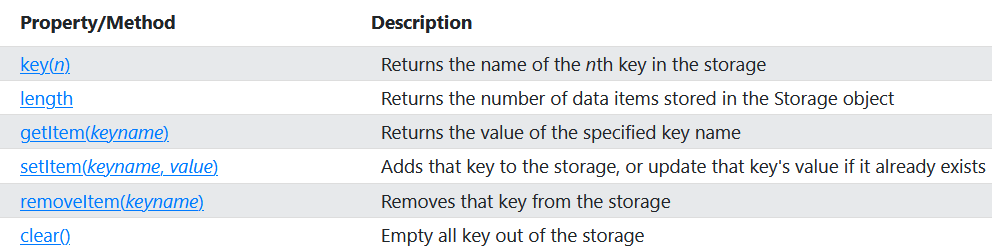 Property/Method Description
key(n) Returns the name of the nth key in the storage
length Returns the number of data items stored in the Storage object
getItem(keyname) Returns the value of the specified key name
setItem(keyname, value) Adds that key to the storage, or update that key's value if it already exists
removeItem(keyname) Removes that key from the storage
clear() Empty all key out of the storage